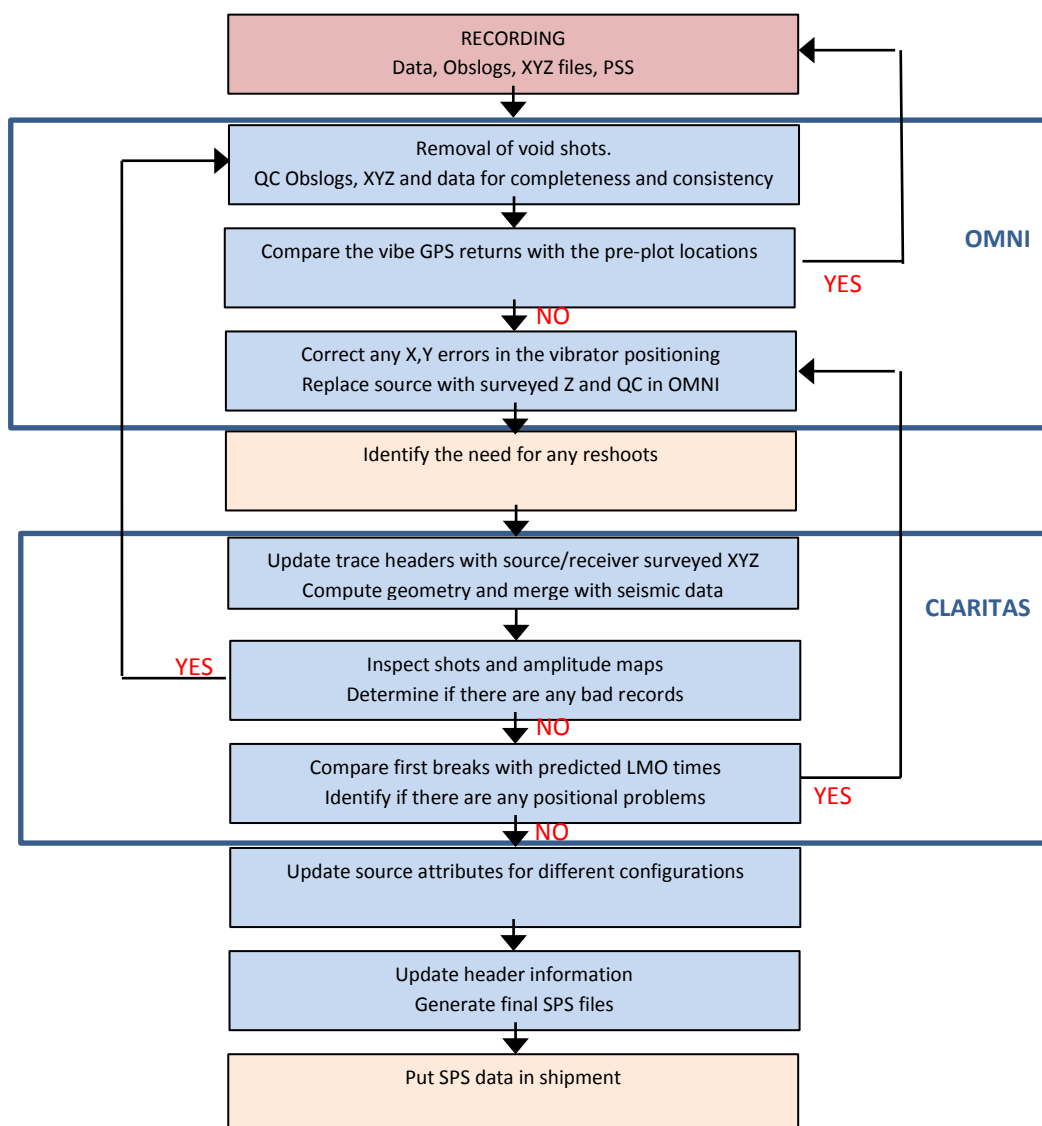 RECORDING
Data, Obslogs, XYZ files, PSS
Removal of void shots.
QC Obslogs, XYZ and data for completeness and consistency
OMNI
Compare the vibe GPS returns with the pre-plot locations
YES
NO
Correct any X,Y errors in the vibrator positioning
Replace source with surveyed Z and QC in OMNI
Identify the need for any reshoots
Update trace headers with source/receiver surveyed XYZ
Compute geometry and merge with seismic data
CLARITAS
YES
Inspect shots and amplitude maps
Determine if there are any bad records
NO
Compare first breaks with predicted LMO times
Identify if there are any positional problems
YES
NO
Update source attributes for different configurations
Update header information
Generate final SPS files
Put SPS data in shipment